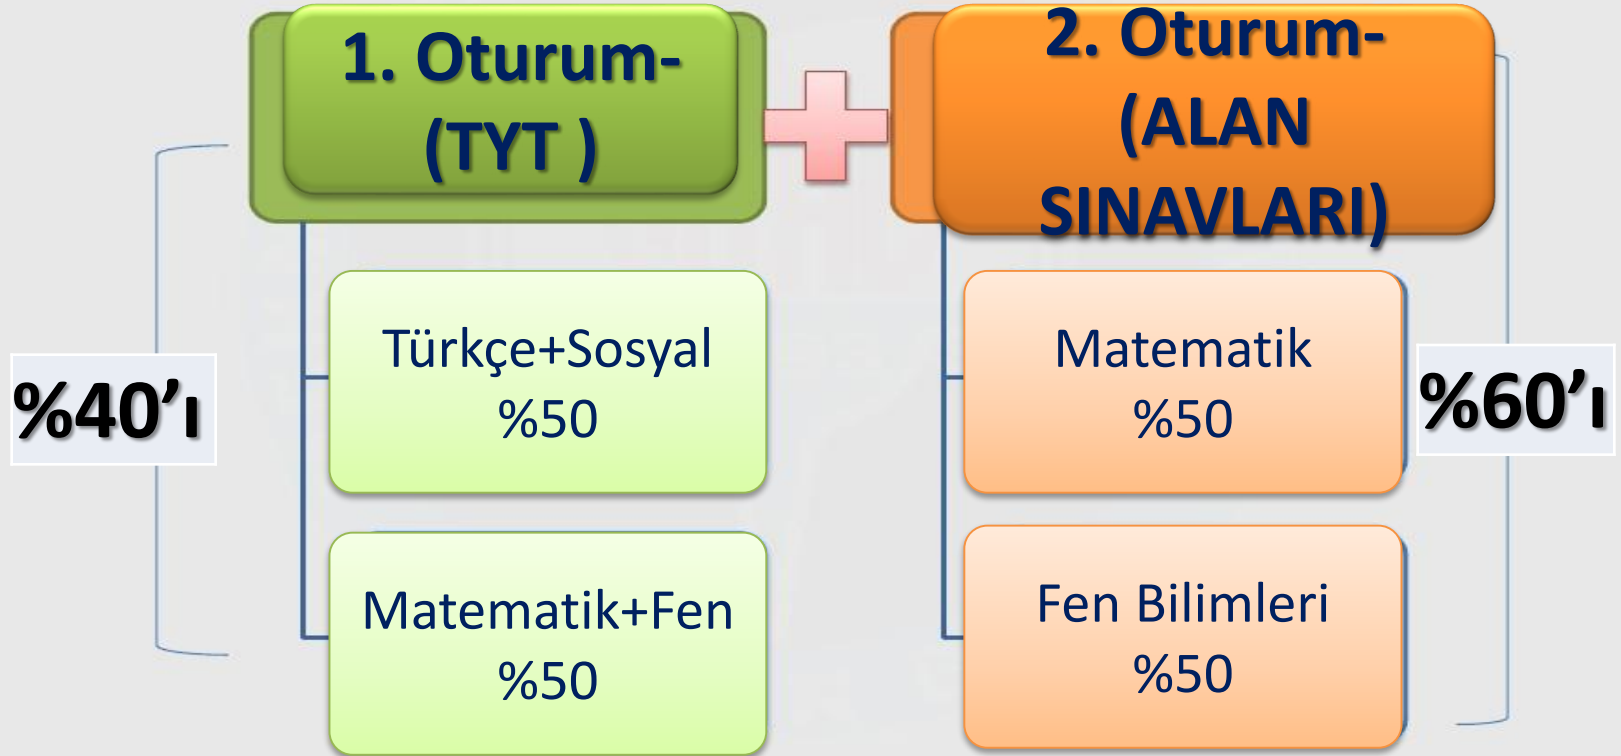 1. Oturum-
(TYT )
2. Oturum-
(ALAN
SINAVLARI)
%40’ı
Türkçe+Sosyal
%50
Matematik+Fen
%50
Matematik
%50
Fen Bilimleri
%50
%60’ı